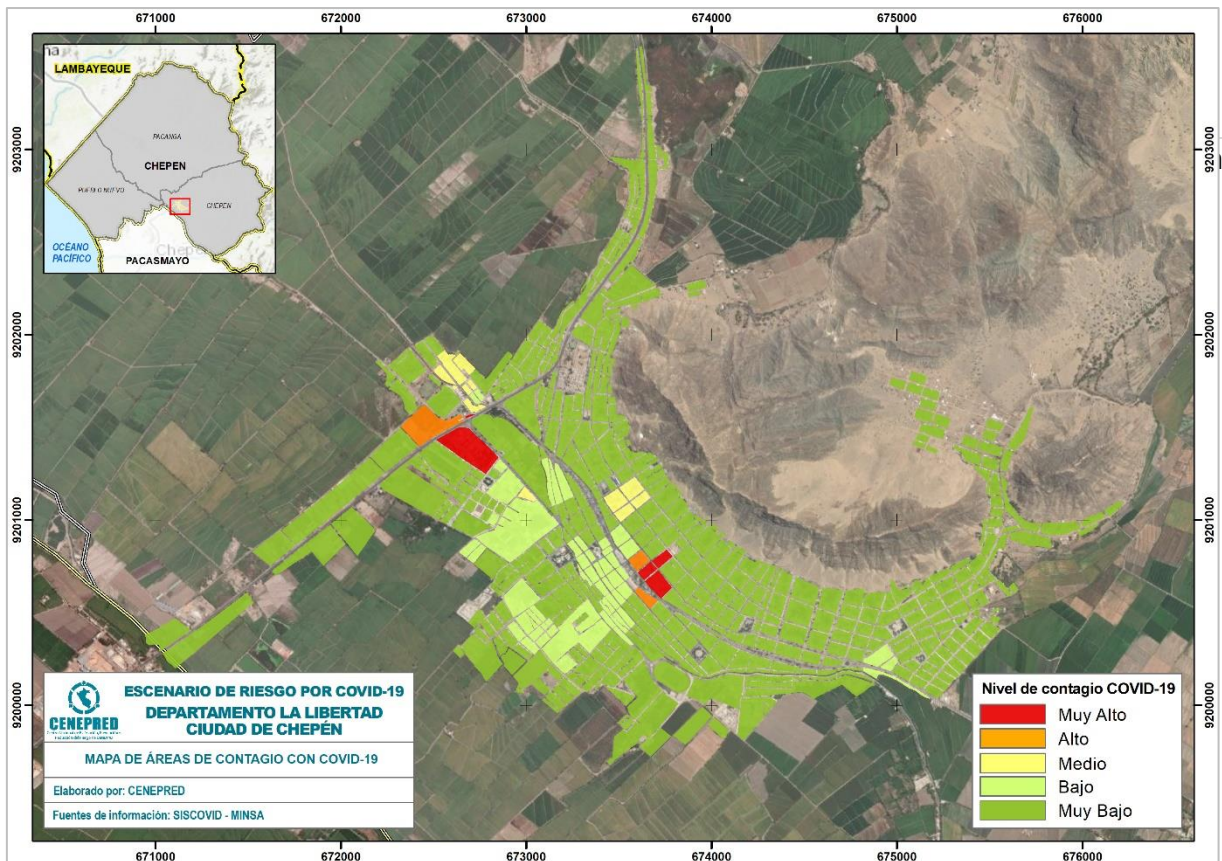 671000 672000 673000 674000 675000 676000
9203000 9203000
9202000 9202000
9201000 9201000
9200000 9200000
LAMBAYEQUE
PACANGA
CHEPEN
PUEBLO NUEVO
CHEPEN
OCÉANO
PACÍFICO
Chepe
PACASMAYO
CENEPRED
ESCENARIO DE RIESGO POR COVID-19
DEPARTAMENTO LA LIBERTAD
CIUDAD DE CHEPÉN
MAPA DE ÁREAS DE CONTAGIO CON COVID-19
Elaborado por: CENEPRED
Fuentes de información: SISCOVID - MINSA
Nivel de contagio COVID-19
Muy Alto
Alto
Medio
Bajo
Muy Bajo
671000 672000 673000 674000 675000 676000